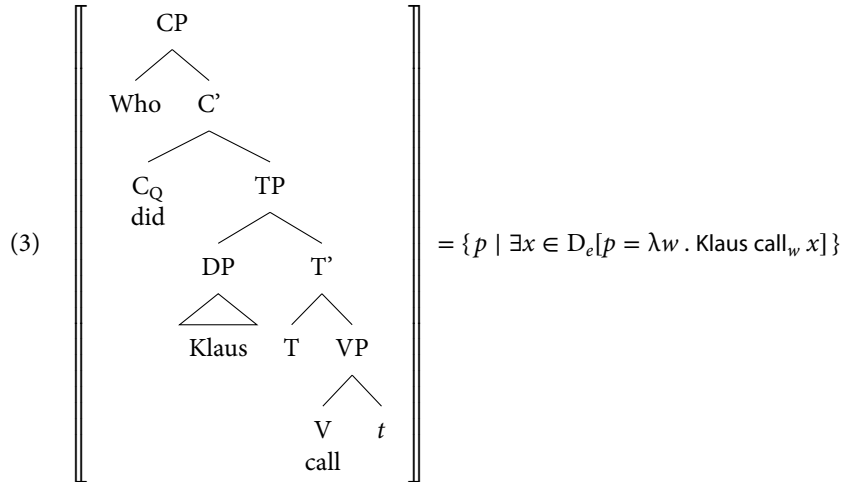 CP
Who C’
C_Q TP
did
(3) DP T’ = { p | ∃x ∈ D_e[p = λw . Klaus call_w x] }
Klaus T VP
V t
call